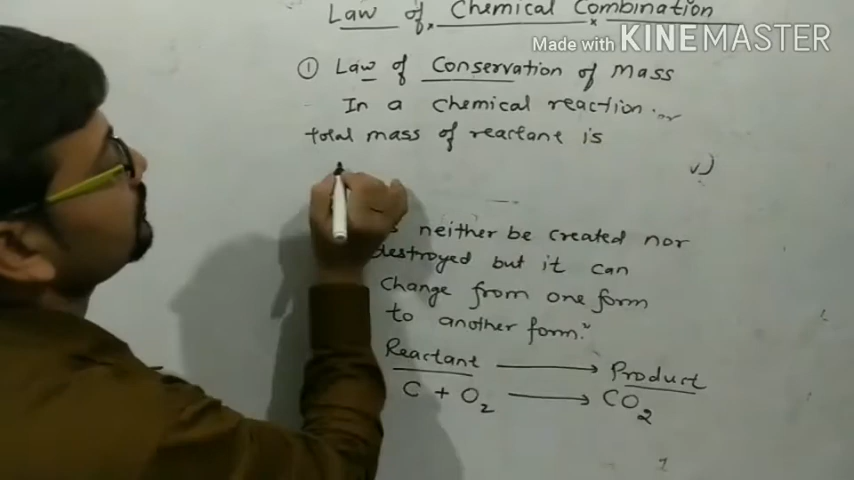 Law of Chemical Combination
Made with KINEMASTER
① Law of Conservation of Mass
In a chemical reaction or
total mass of reactant is
neither be created nor
destroyed but it can
change from one form
to another form.
Reactant ⟶ Product
C + O₂ ⟶ CO₂